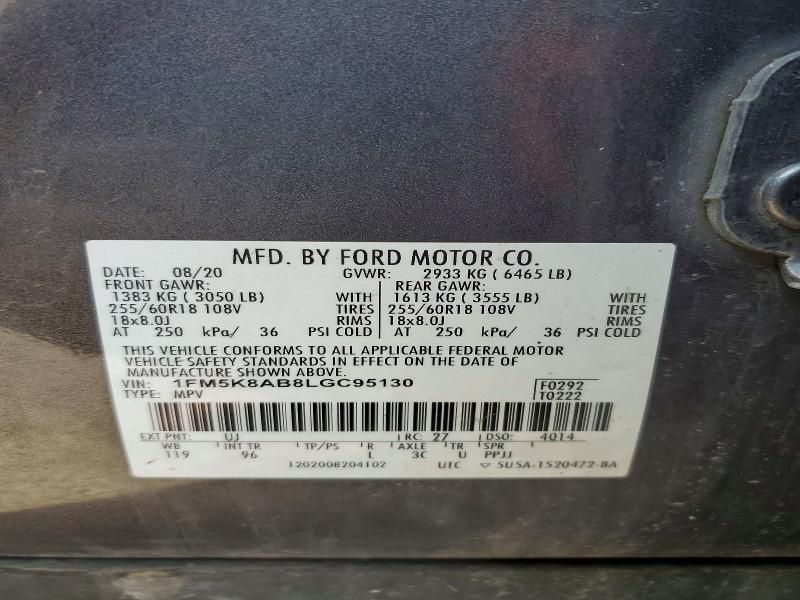 MFD. BY FORD MOTOR CO.
DATE: 08/20 GVWR: 2933 KG ( 6465 LB)
FRONT GAWR: REAR GAWR:
1383 KG ( 3050 LB) WITH 1613 KG ( 3555 LB) WITH
255/60R18 108V TIRES 255/60R18 108V TIRES
18x8.0J RIMS 18x8.0J RIMS
AT 250 kPa/ 36 PSI COLD AT 250 kPa/ 36 PSI COLD
THIS VEHICLE CONFORMS TO ALL APPLICABLE FEDERAL MOTOR
VEHICLE SAFETY STANDARDS IN EFFECT ON THE DATE OF
MANUFACTURE SHOWN ABOVE.
VIN: 1FM5K8AB8LGC95130 F0292
TYPE: MPV T0222
EXT PNT: UJ RC: 27 DSO: 4014
WB INT TR TP/PS R AXLE TR SPR
119 96 L 3C U PPJJ
1202008204102 UTC ▽ 5U5A-1520472-BA